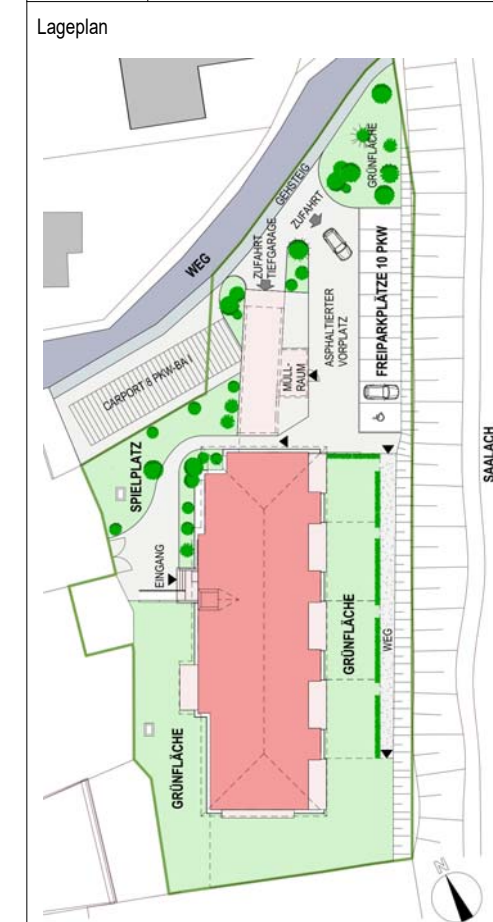 Lageplan
GRÜNFLÄCHE
GEHSTEIG
ZUFAHRT
WEG
ZUFAHRT
TIEFGARAGE
FREIPARKPLÄTZE 10 PKW
ASPHALTIERTER
VORPLATZ
CARPORT 8 PKW-BA I
MÜLL-
RAUM
SPIELPLATZ
SAALACH
EINGANG
GRÜNFLÄCHE
WEG
GRÜNFLÄCHE
N